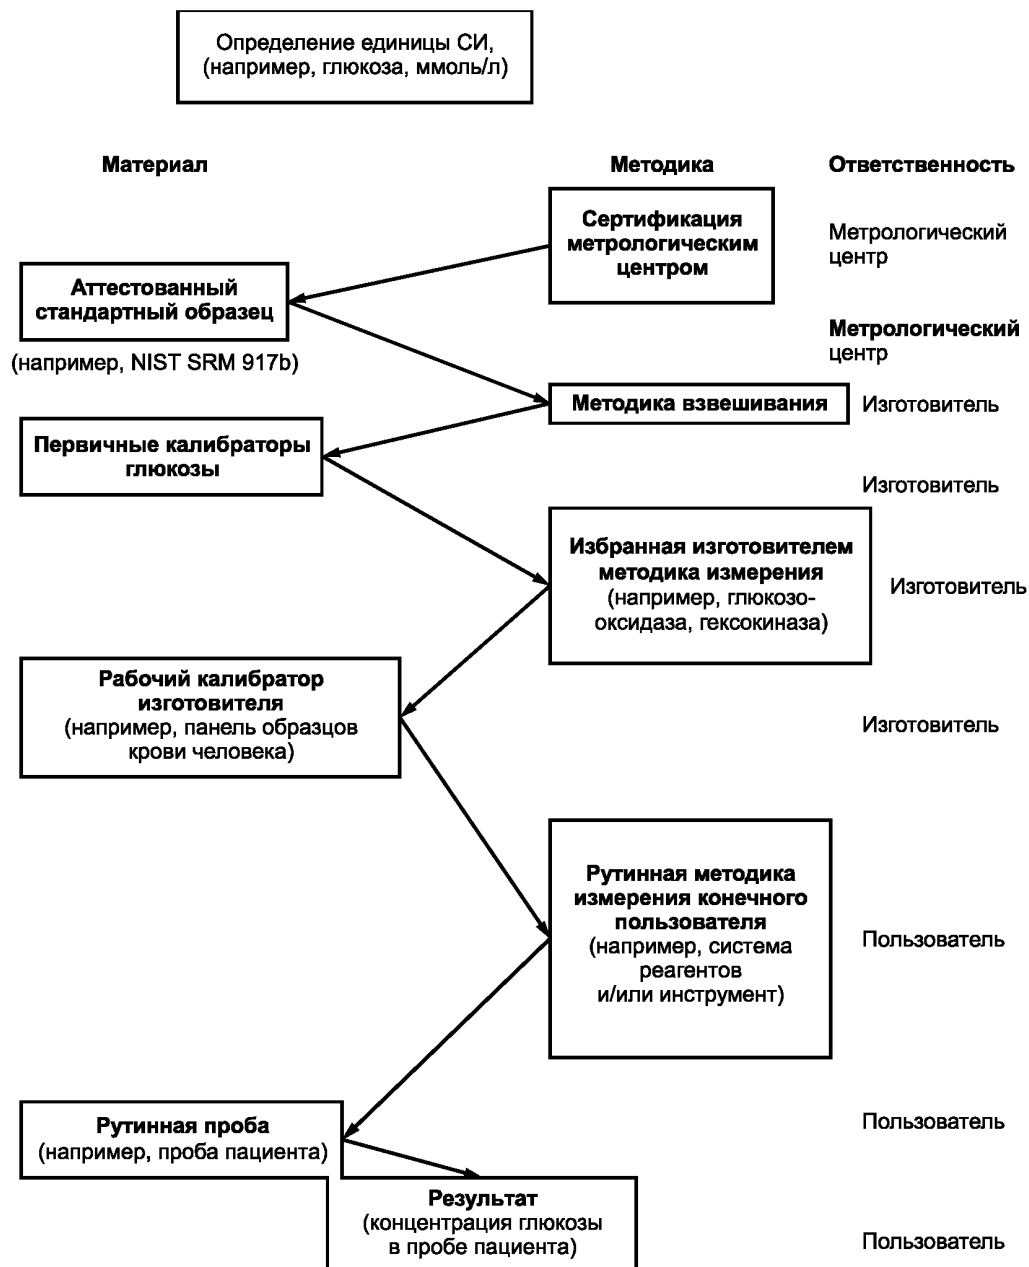 Определение единицы СИ,
(например, глюкоза, ммоль/л)
Материал
Методика
Ответственность
Сертификация
метрологическим
центром
Метрологический
центр
Аттестованный
стандартный образец
(например, NIST SRM 917b)
Метрологический
центр
Методика взвешивания
Изготовитель
Первичные калибраторы
глюкозы
Изготовитель
Избранная изготовителем
методика измерения
(например, глюкозо-
оксидаза, гексокиназа)
Изготовитель
Рабочий калибратор
изготовителя
(например, панель образцов
крови человека)
Изготовитель
Рутинная методика
измерения конечного
пользователя
(например, система
реагентов
и/или инструмент)
Пользователь
Рутинная проба
(например, проба пациента)
Пользователь
Результат
(концентрация глюкозы
в пробе пациента)
Пользователь